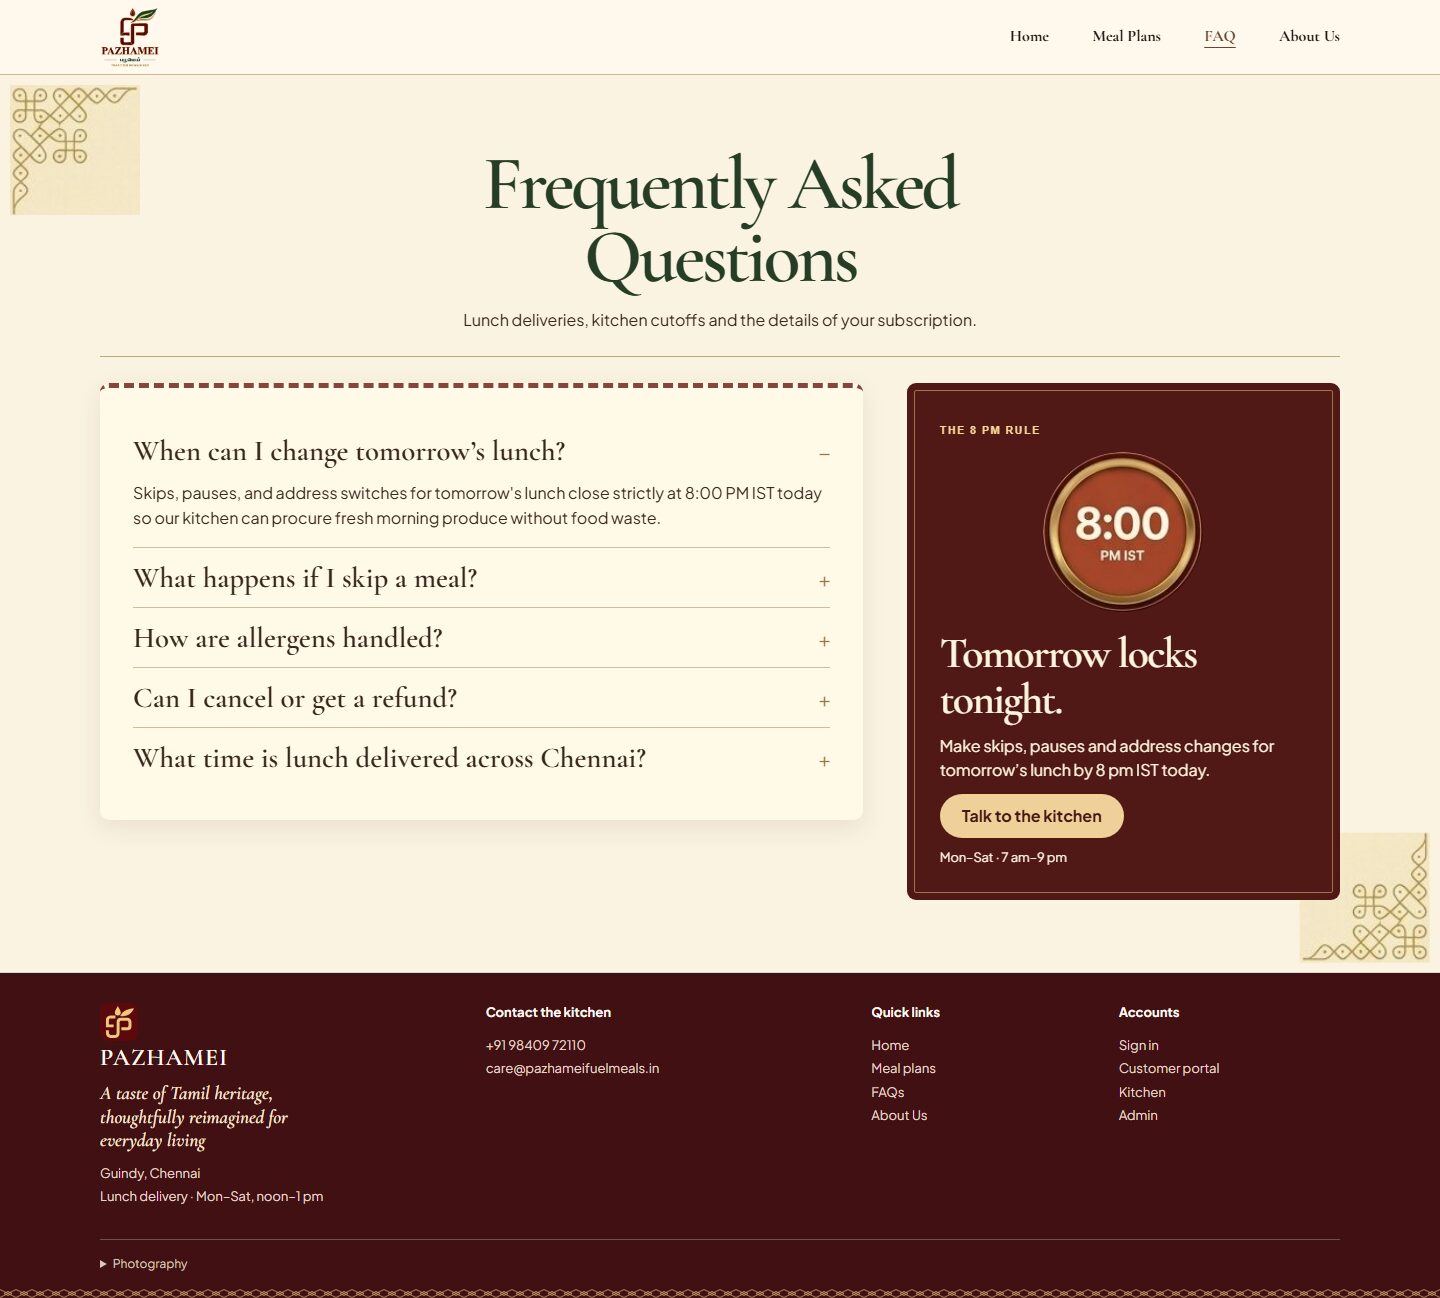 PAZHAMEI
பழமெய்
Home
Meal Plans
FAQ
About Us
Frequently Asked
Questions
Lunch deliveries, kitchen cutoffs and the details of your subscription.
When can I change tomorrow’s lunch?
–
Skips, pauses, and address switches for tomorrow's lunch close strictly at 8:00 PM IST today
so our kitchen can procure fresh morning produce without food waste.
What happens if I skip a meal?
+
How are allergens handled?
+
Can I cancel or get a refund?
+
What time is lunch delivered across Chennai?
+
THE 8 PM RULE
8:00
PM IST
Tomorrow locks
tonight.
Make skips, pauses and address changes for
tomorrow’s lunch by 8 pm IST today.
Talk to the kitchen
Mon–Sat · 7 am–9 pm
PAZHAMEI
A taste of Tamil heritage,
thoughtfully reimagined for
everyday living
Guindy, Chennai
Lunch delivery · Mon–Sat, noon–1 pm
Contact the kitchen
+91 98409 72110
care@pazhameifuelmeals.in
Quick links
Home
Meal plans
FAQs
About Us
Accounts
Sign in
Customer portal
Kitchen
Admin
Photography